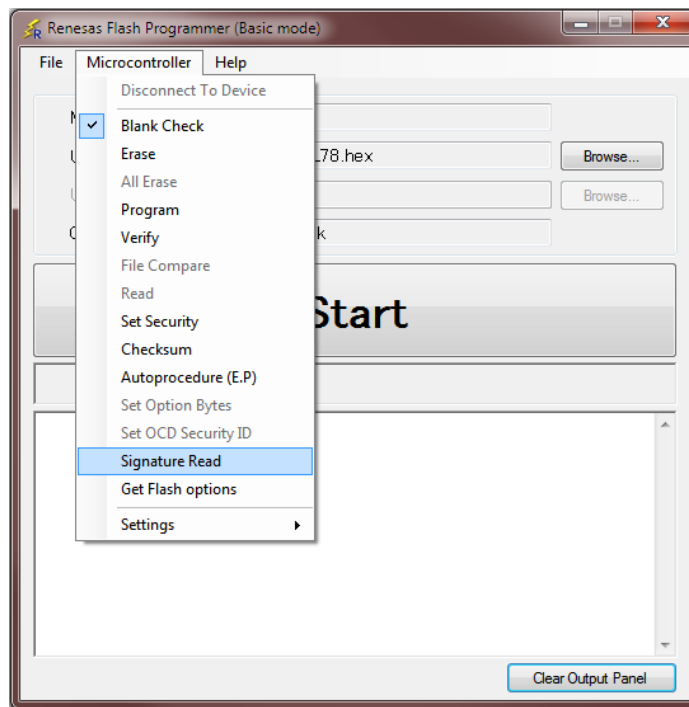 Renesas Flash Programmer (Basic mode)
File Microcontroller Help
Disconnect To Device
Blank Check
Erase
All Erase
Program
Verify
File Compare
Read
Set Security
Checksum
Autoprocedure (E.P)
Set Option Bytes
Set OCD Security ID
Signature Read
Get Flash options
Settings
L78.hex Browse...
Browse...
k
Start
Clear Output Panel